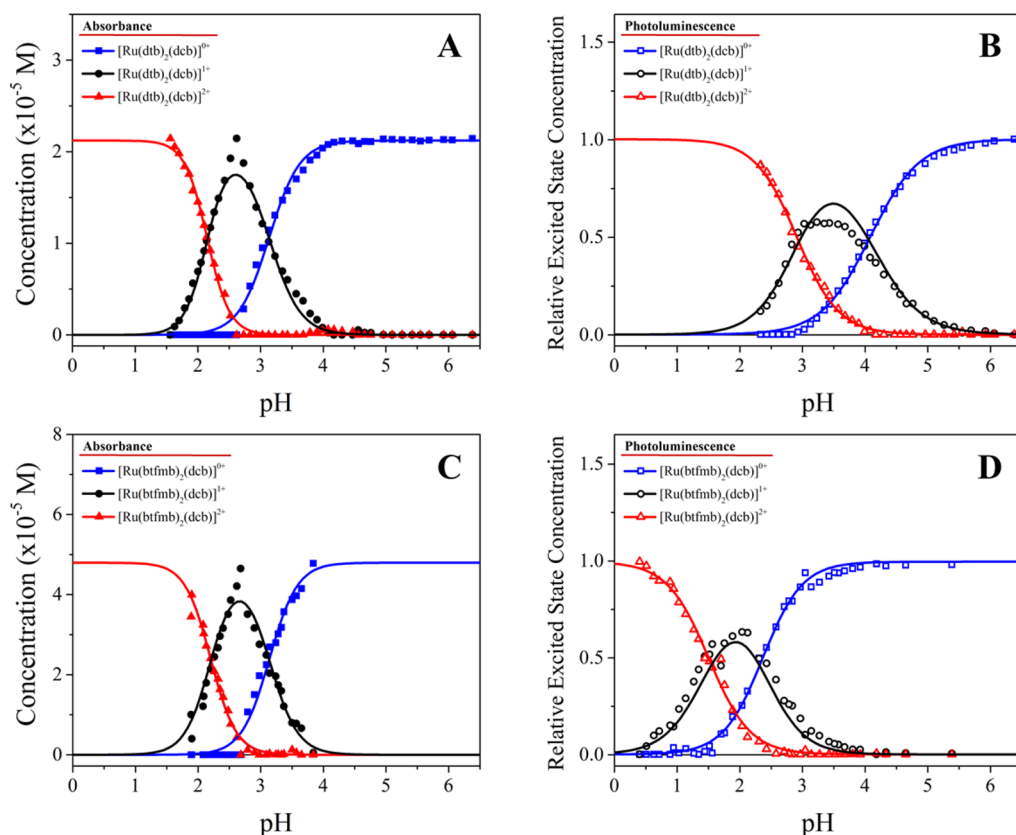 Absorbance
A
[Ru(dtb)₂(dcb)]⁰⁺
[Ru(dtb)₂(dcb)]¹⁺
[Ru(dtb)₂(dcb)]²⁺
Concentration (x10⁻⁵ M)
3
2
1
0
0 1 2 3 4 5 6
pH
Photoluminescence
B
[Ru(dtb)₂(dcb)]⁰⁺
[Ru(dtb)₂(dcb)]¹⁺
[Ru(dtb)₂(dcb)]²⁺
Relative Excited State Concentration
1.5
1.0
0.5
0.0
0 1 2 3 4 5 6
pH
Absorbance
C
[Ru(btfmb)₂(dcb)]⁰⁺
[Ru(btfmb)₂(dcb)]¹⁺
[Ru(btfmb)₂(dcb)]²⁺
Concentration (x10⁻⁵ M)
8
6
4
2
0
0 1 2 3 4 5 6
pH
Photoluminescence
D
[Ru(btfmb)₂(dcb)]⁰⁺
[Ru(btfmb)₂(dcb)]¹⁺
[Ru(btfmb)₂(dcb)]²⁺
Relative Excited State Concentration
1.5
1.0
0.5
0.0
0 1 2 3 4 5 6
pH